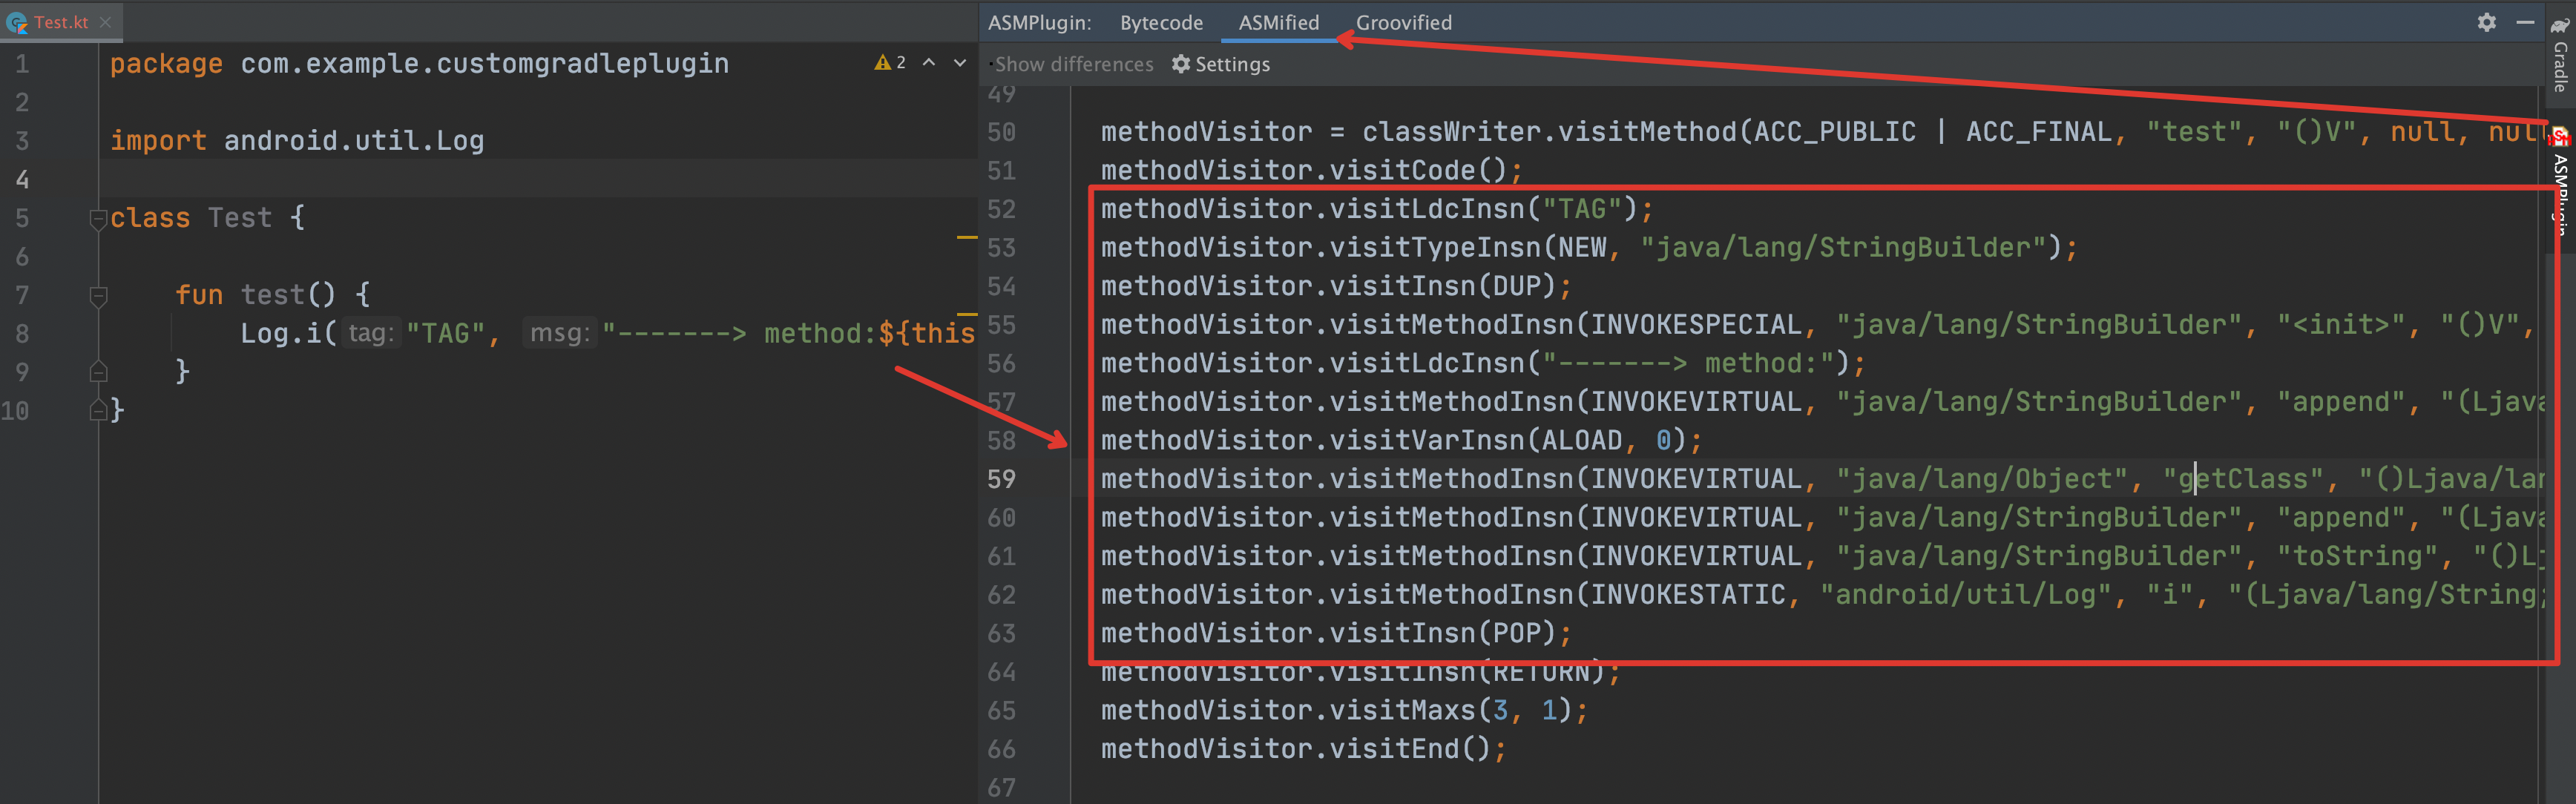 Test.kt
1 package com.example.customgradleplugin
2
2
3 import android.util.Log
4
5 class Test {
6
7 fun test() {
8 Log.i( tag: "TAG", msg: "-------> method:${this
9 }
10 }
ASMPlugin: Bytecode ASMified Groovified
Show differences Settings
49
50 methodVisitor = classWriter.visitMethod(ACC_PUBLIC | ACC_FINAL, "test", "()V", null, null
51 methodVisitor.visitCode();
52 methodVisitor.visitLdcInsn("TAG");
53 methodVisitor.visitTypeInsn(NEW, "java/lang/StringBuilder");
54 methodVisitor.visitInsn(DUP);
55 methodVisitor.visitMethodInsn(INVOKESPECIAL, "java/lang/StringBuilder", "<init>", "()V",
56 methodVisitor.visitLdcInsn("-------> method:");
57 methodVisitor.visitMethodInsn(INVOKEVIRTUAL, "java/lang/StringBuilder", "append", "(Ljava
58 methodVisitor.visitVarInsn(ALOAD, 0);
59 methodVisitor.visitMethodInsn(INVOKEVIRTUAL, "java/lang/Object", "getClass", "()Ljava/lan
60 methodVisitor.visitMethodInsn(INVOKEVIRTUAL, "java/lang/StringBuilder", "append", "(Ljava
61 methodVisitor.visitMethodInsn(INVOKEVIRTUAL, "java/lang/StringBuilder", "toString", "()Lj
62 methodVisitor.visitMethodInsn(INVOKESTATIC, "android/util/Log", "i", "(Ljava/lang/String;
63 methodVisitor.visitInsn(POP);
64 methodVisitor.visitInsn(RETURN);
65 methodVisitor.visitMaxs(3, 1);
66 methodVisitor.visitEnd();
67
Gradle
ASMPlugin